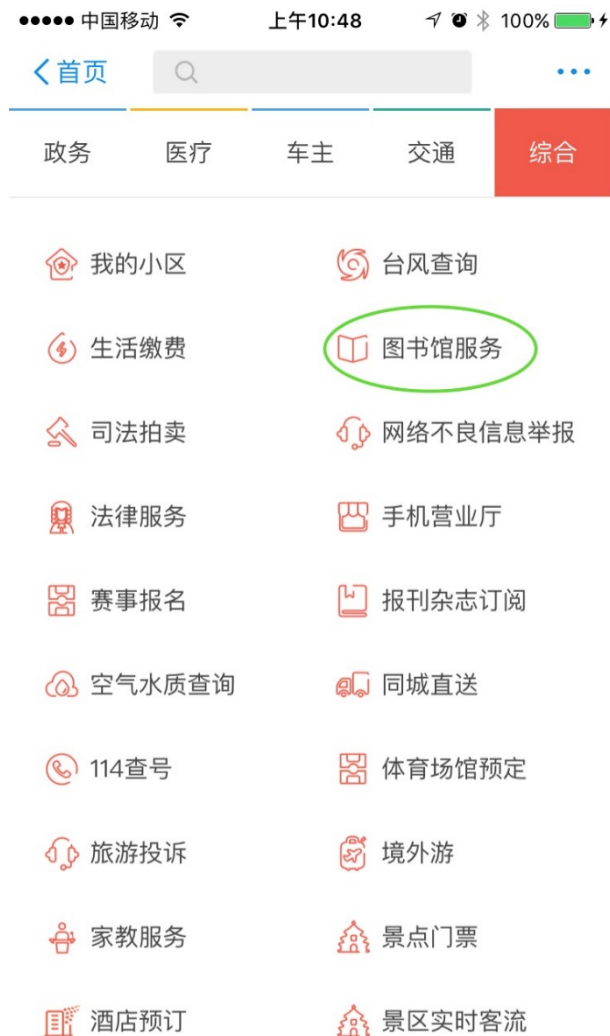 中国移动 上午10:48 100%
首页
政务 医疗 车主 交通 综合
我的小区 台风查询
生活缴费 图书馆服务
司法拍卖 网络不良信息举报
法律服务 手机营业厅
赛事报名 报刊杂志订阅
空气水质查询 同城直送
114查号 体育场馆预定
旅游投诉 境外游
家教服务 景点门票
酒店预订 景区实时客流